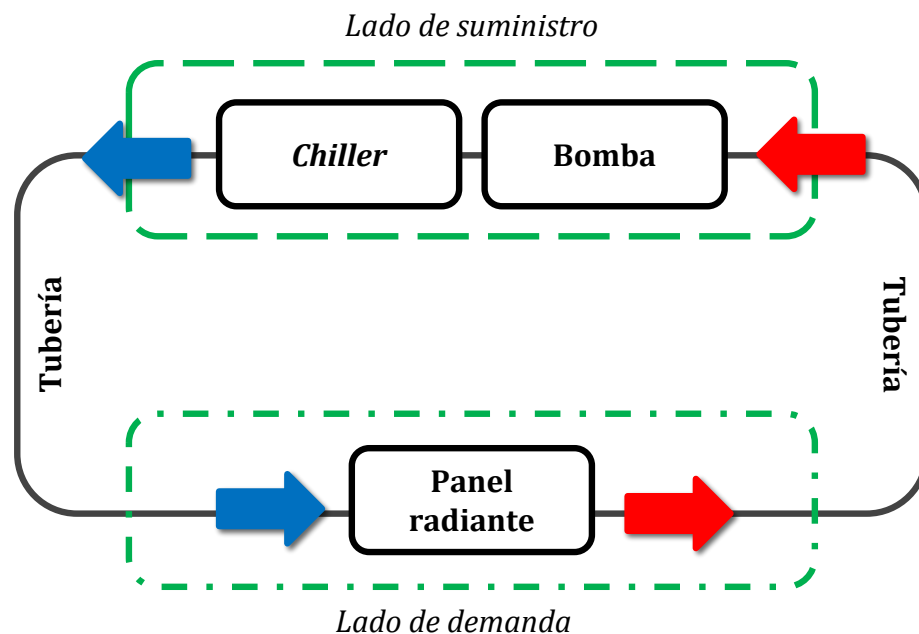 Lado de suministro
Chiller
Bomba
Tubería
Tubería
Panel
radiante
Lado de demanda